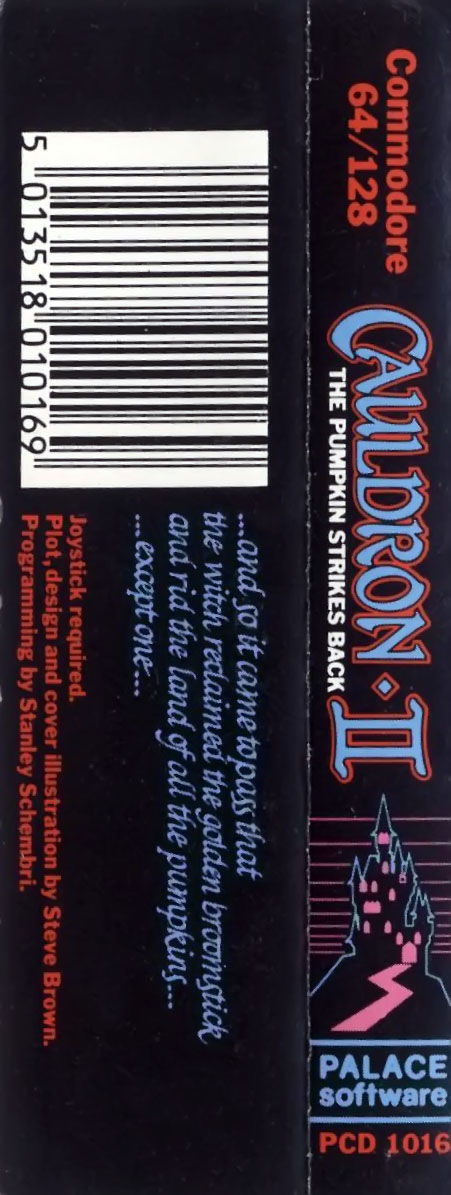 Commodore
64/128
CAULDRON · II
THE PUMPKIN STRIKES BACK
PALACE
software
PCD 1016
5 013518 010169
...and so it came to pass that
the witch reclaimed the golden broomstick
and rid the land of all the pumpkins...
...except one...
Joystick required.
Plot, design and cover illustration by Steve Brown.
Programming by Stanley Schembri.